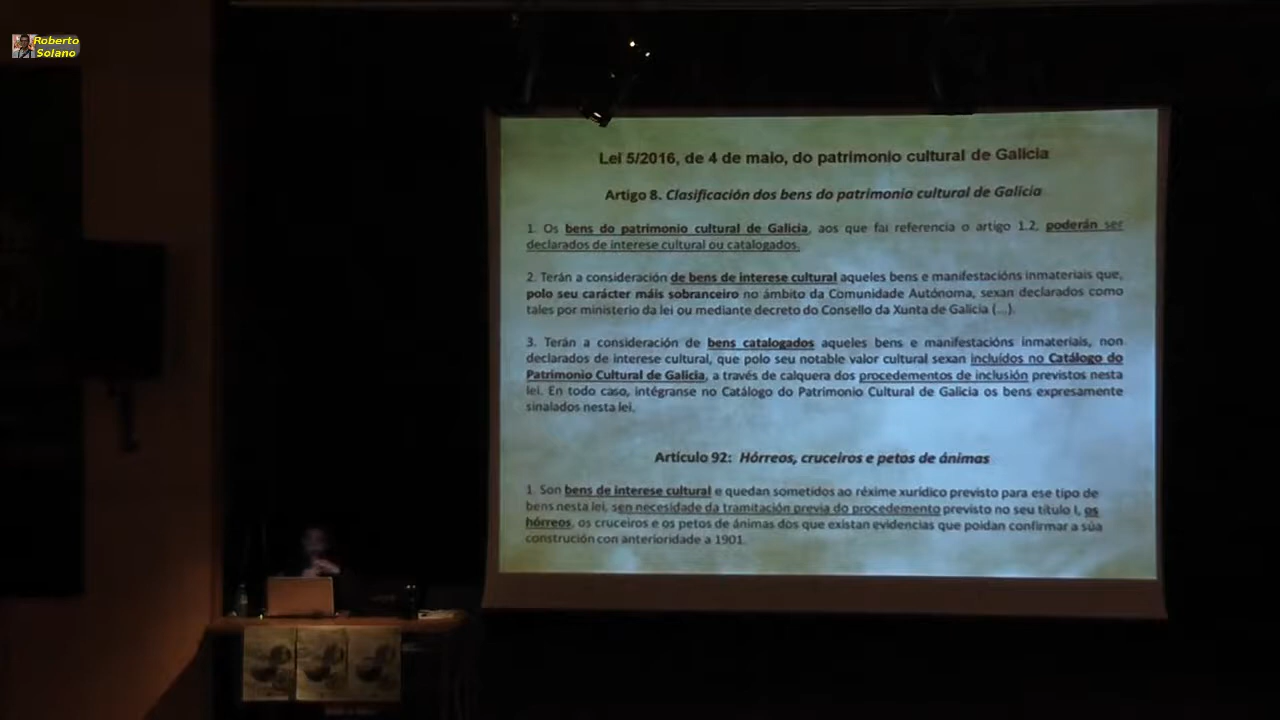 Roberto
Solano
Lei 5/2016, de 4 de maio, do patrimonio cultural de Galicia
Artigo 8. Clasificación dos bens do patrimonio cultural de Galicia
1. Os bens do patrimonio cultural de Galicia, aos que fai referencia o artigo 1.2, poderán ser
declarados de interese cultural ou catalogados.
2. Terán a consideración de bens de interese cultural aqueles bens e manifestacións inmateriais que,
polo seu carácter máis sobranceiro no ámbito da Comunidade Autónoma, sexan declarados como
tales por ministerio da lei ou mediante decreto do Consello da Xunta de Galicia (...).
3. Terán a consideración de bens catalogados aqueles bens e manifestacións inmateriais, non
declarados de interese cultural, que polo seu notable valor cultural sexan incluídos no Catálogo do
Patrimonio Cultural de Galicia, a través de calquera dos procedementos de inclusión previstos nesta
lei. En todo caso, intégranse no Catálogo do Patrimonio Cultural de Galicia os bens expresamente
sinalados nesta lei.
Artículo 92: Hórreos, cruceiros e petos de ánimas
1. Son bens de interese cultural e quedan sometidos ao réxime xurídico previsto para ese tipo de
bens nesta lei, sen necesidade da tramitación previa do procedemento previsto no seu título I, os
hórreos, os cruceiros e os petos de ánimas dos que existan evidencias que poidan confirmar a súa
construción con anterioridade a 1901.